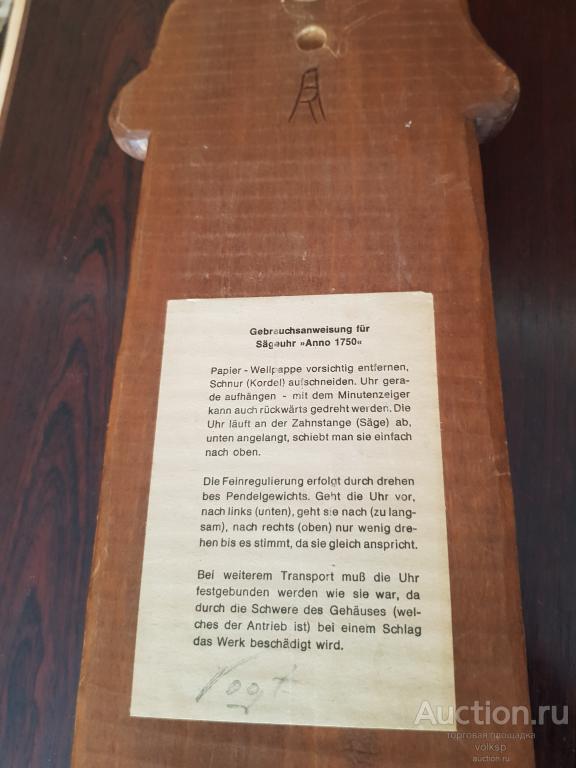 Gebrauchsanweisung für
Sägeuhr »Anno 1750«
Papier - Wellpappe vorsichtig entfernen,
Schnur (Kordel) aufschneiden. Uhr gera-
de aufhängen - mit dem Minutenzeiger
kann auch rückwärts gedreht werden. Die
Uhr läuft an der Zahnstange (Säge) ab,
unten angelangt, schiebt man sie einfach
nach oben.
Die Feinregulierung erfolgt durch drehen
des Pendelgewichts. Geht die Uhr vor,
nach links (unten), geht sie nach (zu lang-
sam), nach rechts (oben) nur wenig dre-
hen bis es stimmt, da sie gleich anspricht.
Bei weiterem Transport muß die Uhr
festgebunden werden wie sie war, da
durch die Schwere des Gehäuses (wel-
ches der Antrieb ist) bei einem Schlag
das Werk beschädigt wird.
Vogt
Auction.ru
торговая площадка
volksp
auction.ru